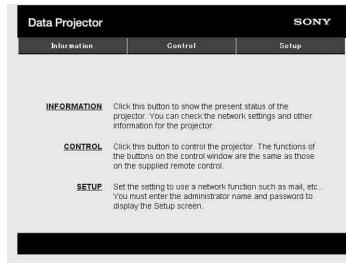 Data Projector SONY
Information Control Setup
INFORMATION Click this button to show the present status of the
projector. You can check the network settings and other
information for the projector.
CONTROL Click this button to control the projector. The functions of
the buttons on the control window are the same as those
on the supplied remote control.
SETUP Set the setting to use a network function such as mail, etc..
You must enter the administrator name and password to
display the Setup screen.